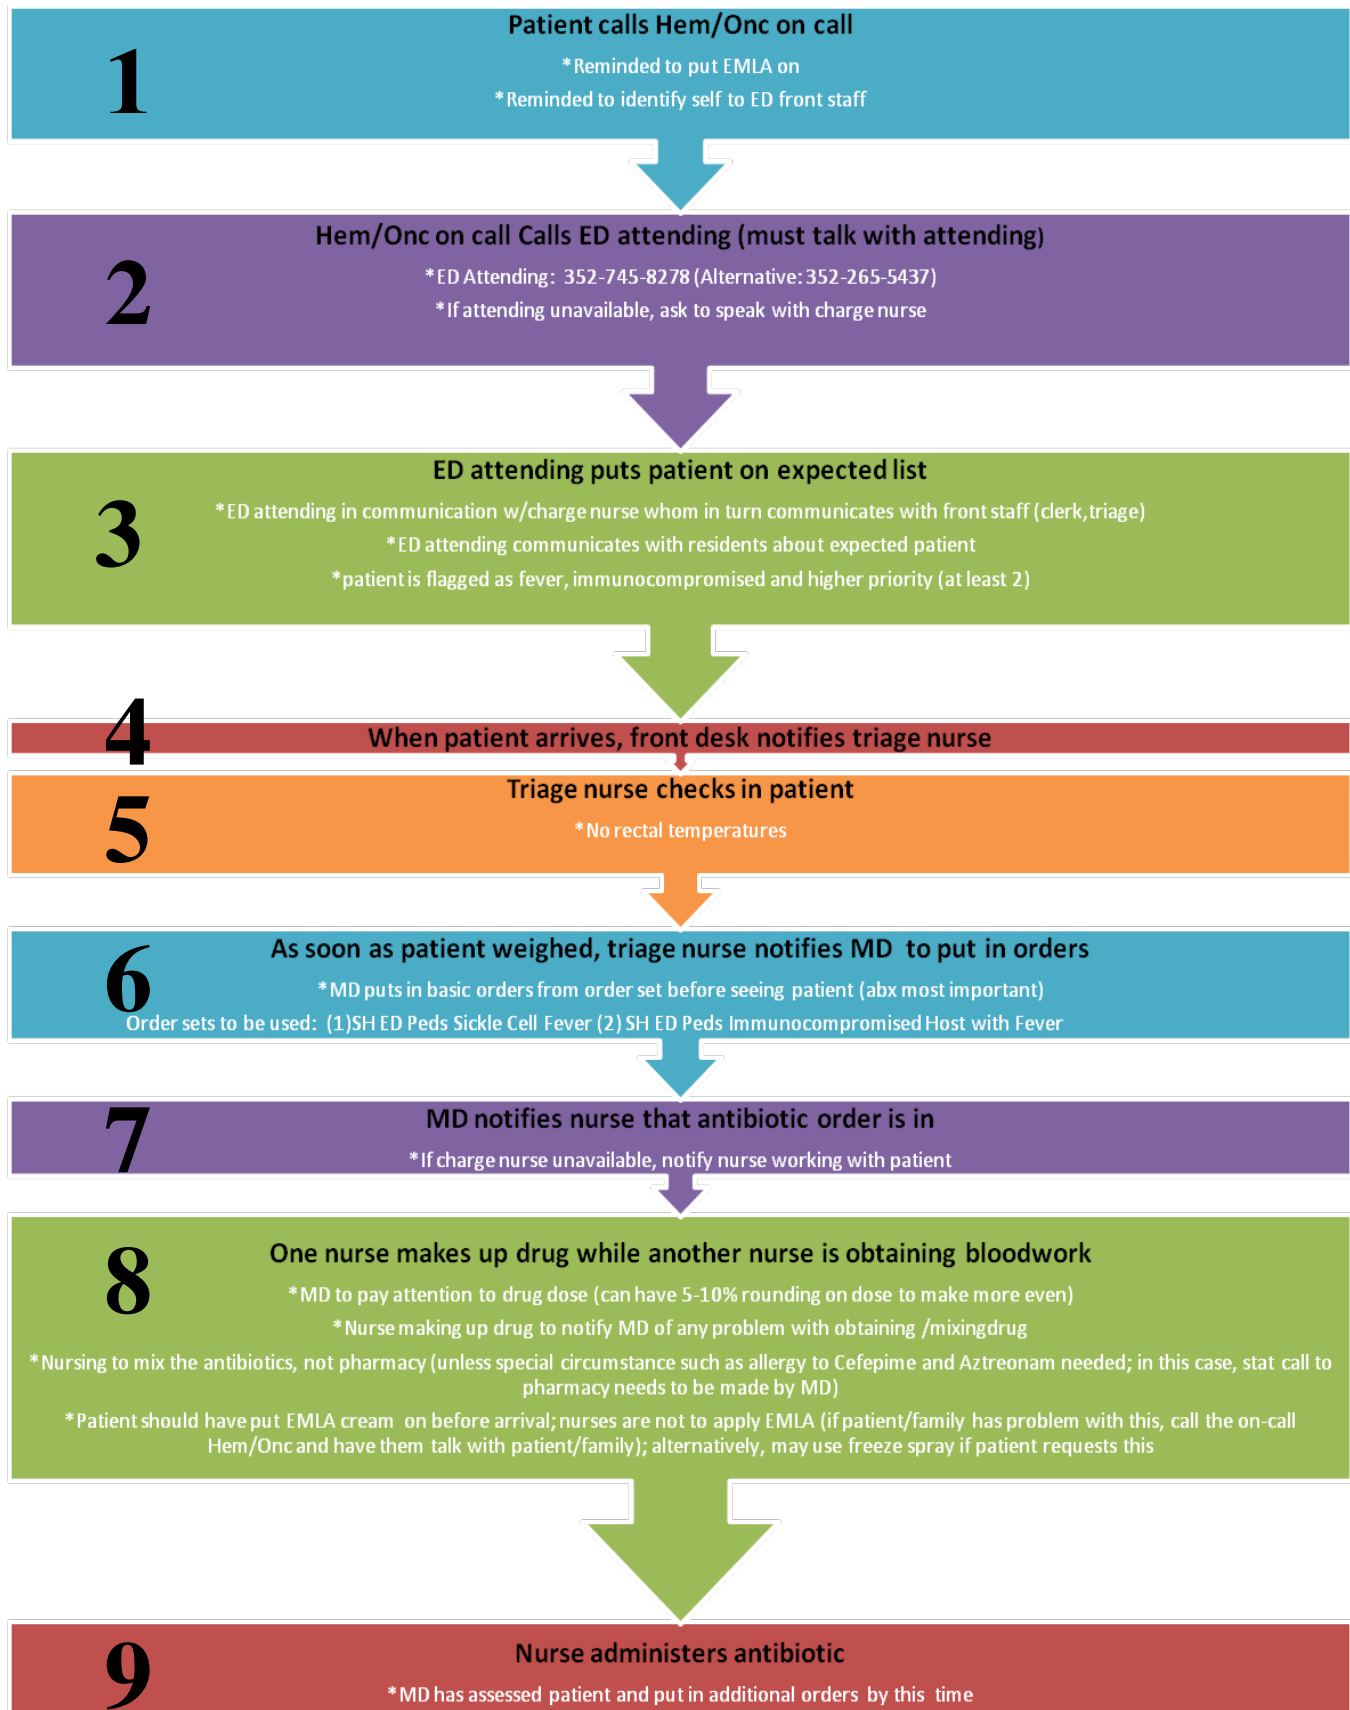 1
Patient calls Hem/Onc on call
*Reminded to put EMLA on
*Reminded to identify self to ED front staff
2
Hem/Onc on call Calls ED attending (must talk with attending)
*ED Attending: 352-745-8278 (Alternative: 352-265-5437)
*If attending unavailable, ask to speak with charge nurse
3
ED attending puts patient on expected list
*ED attending in communication w/charge nurse whom in turn communicates with front staff (clerk,triage)
*ED attending communicates with residents about expected patient
*patient is flagged as fever, immunocompromised and higher priority (at least 2)
4
When patient arrives, front desk notifies triage nurse
5
Triage nurse checks in patient
*No rectal temperatures
6
As soon as patient weighed, triage nurse notifies MD to put in orders
*MD puts in basic orders from order set before seeing patient (abx most important)
Order sets to be used: (1)SH ED Peds Sickle Cell Fever (2) SH ED Peds Immunocompromised Host with Fever
7
MD notifies nurse that antibiotic order is in
*If charge nurse unavailable, notify nurse working with patient
8
One nurse makes up drug while another nurse is obtaining bloodwork
*MD to pay attention to drug dose (can have 5-10% rounding on dose to make more even)
*Nurse making up drug to notify MD of any problem with obtaining /mixingdrug
*Nursing to mix the antibiotics, not pharmacy (unless special circumstance such as allergy to Cefepime and Aztreonam needed; in this case, stat call to
pharmacy needs to be made by MD)
*Patient should have put EMLA cream on before arrival; nurses are not to apply EMLA (if patient/family has problem with this, call the on-call
Hem/Onc and have them talk with patient/family); alternatively, may use freeze spray if patient requests this
9
Nurse administers antibiotic
*MD has assessed patient and put in additional orders by this time